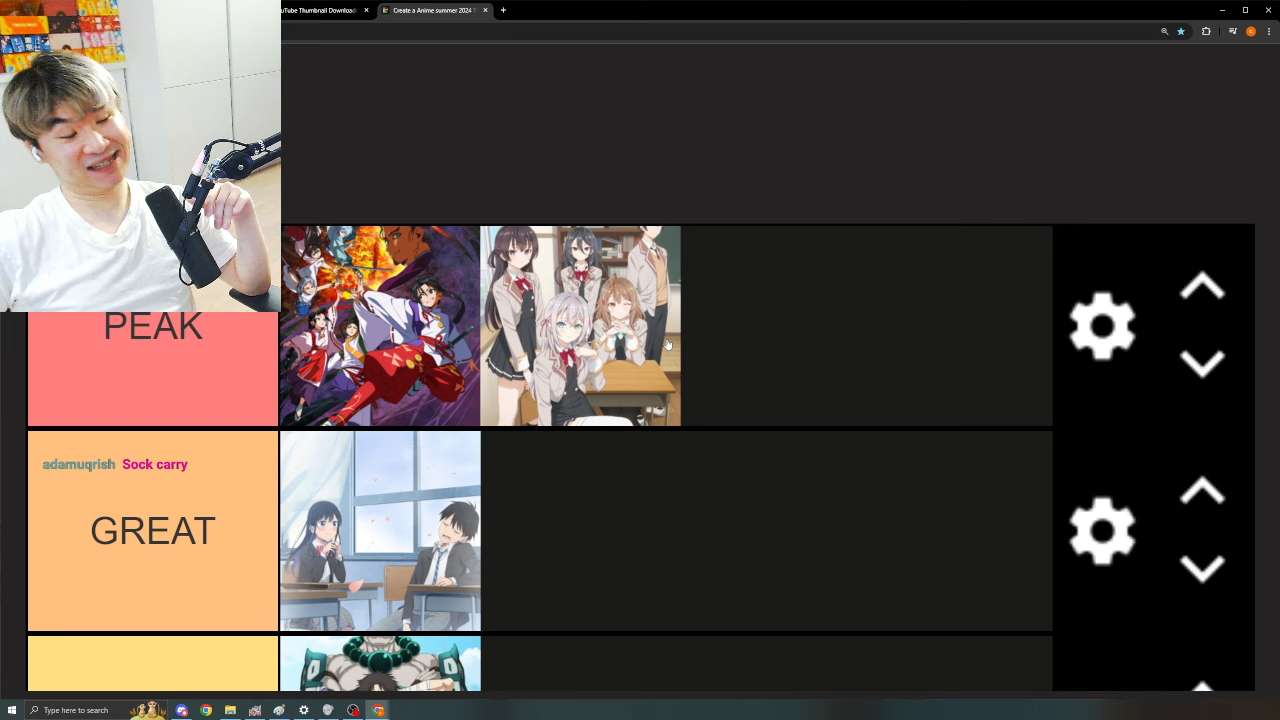 uTube Thumbnail Download
Create a Anime summer 2024 T
PEAK
adamuqrish Sock carry
GREAT
Type here to search